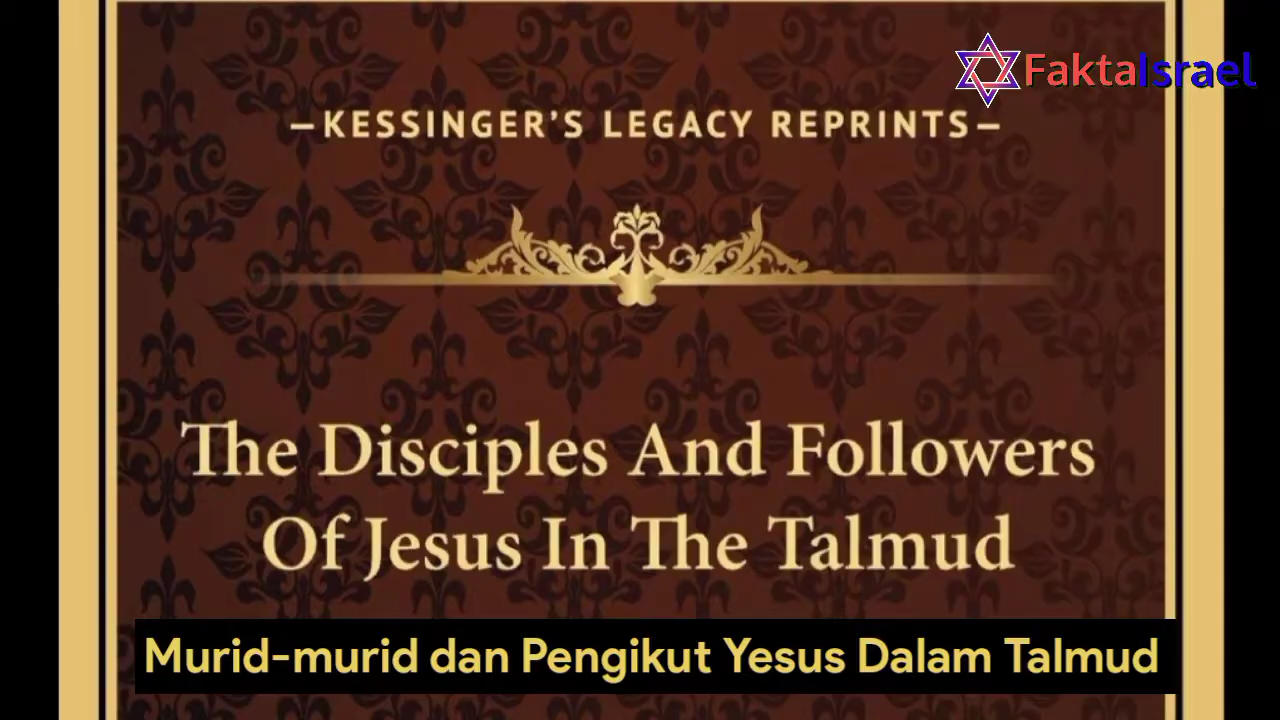 FaktaIsrael
–KESSINGER'S LEGACY REPRINTS–
The Disciples And Followers
Of Jesus In The Talmud
Murid-murid dan Pengikut Yesus Dalam Talmud